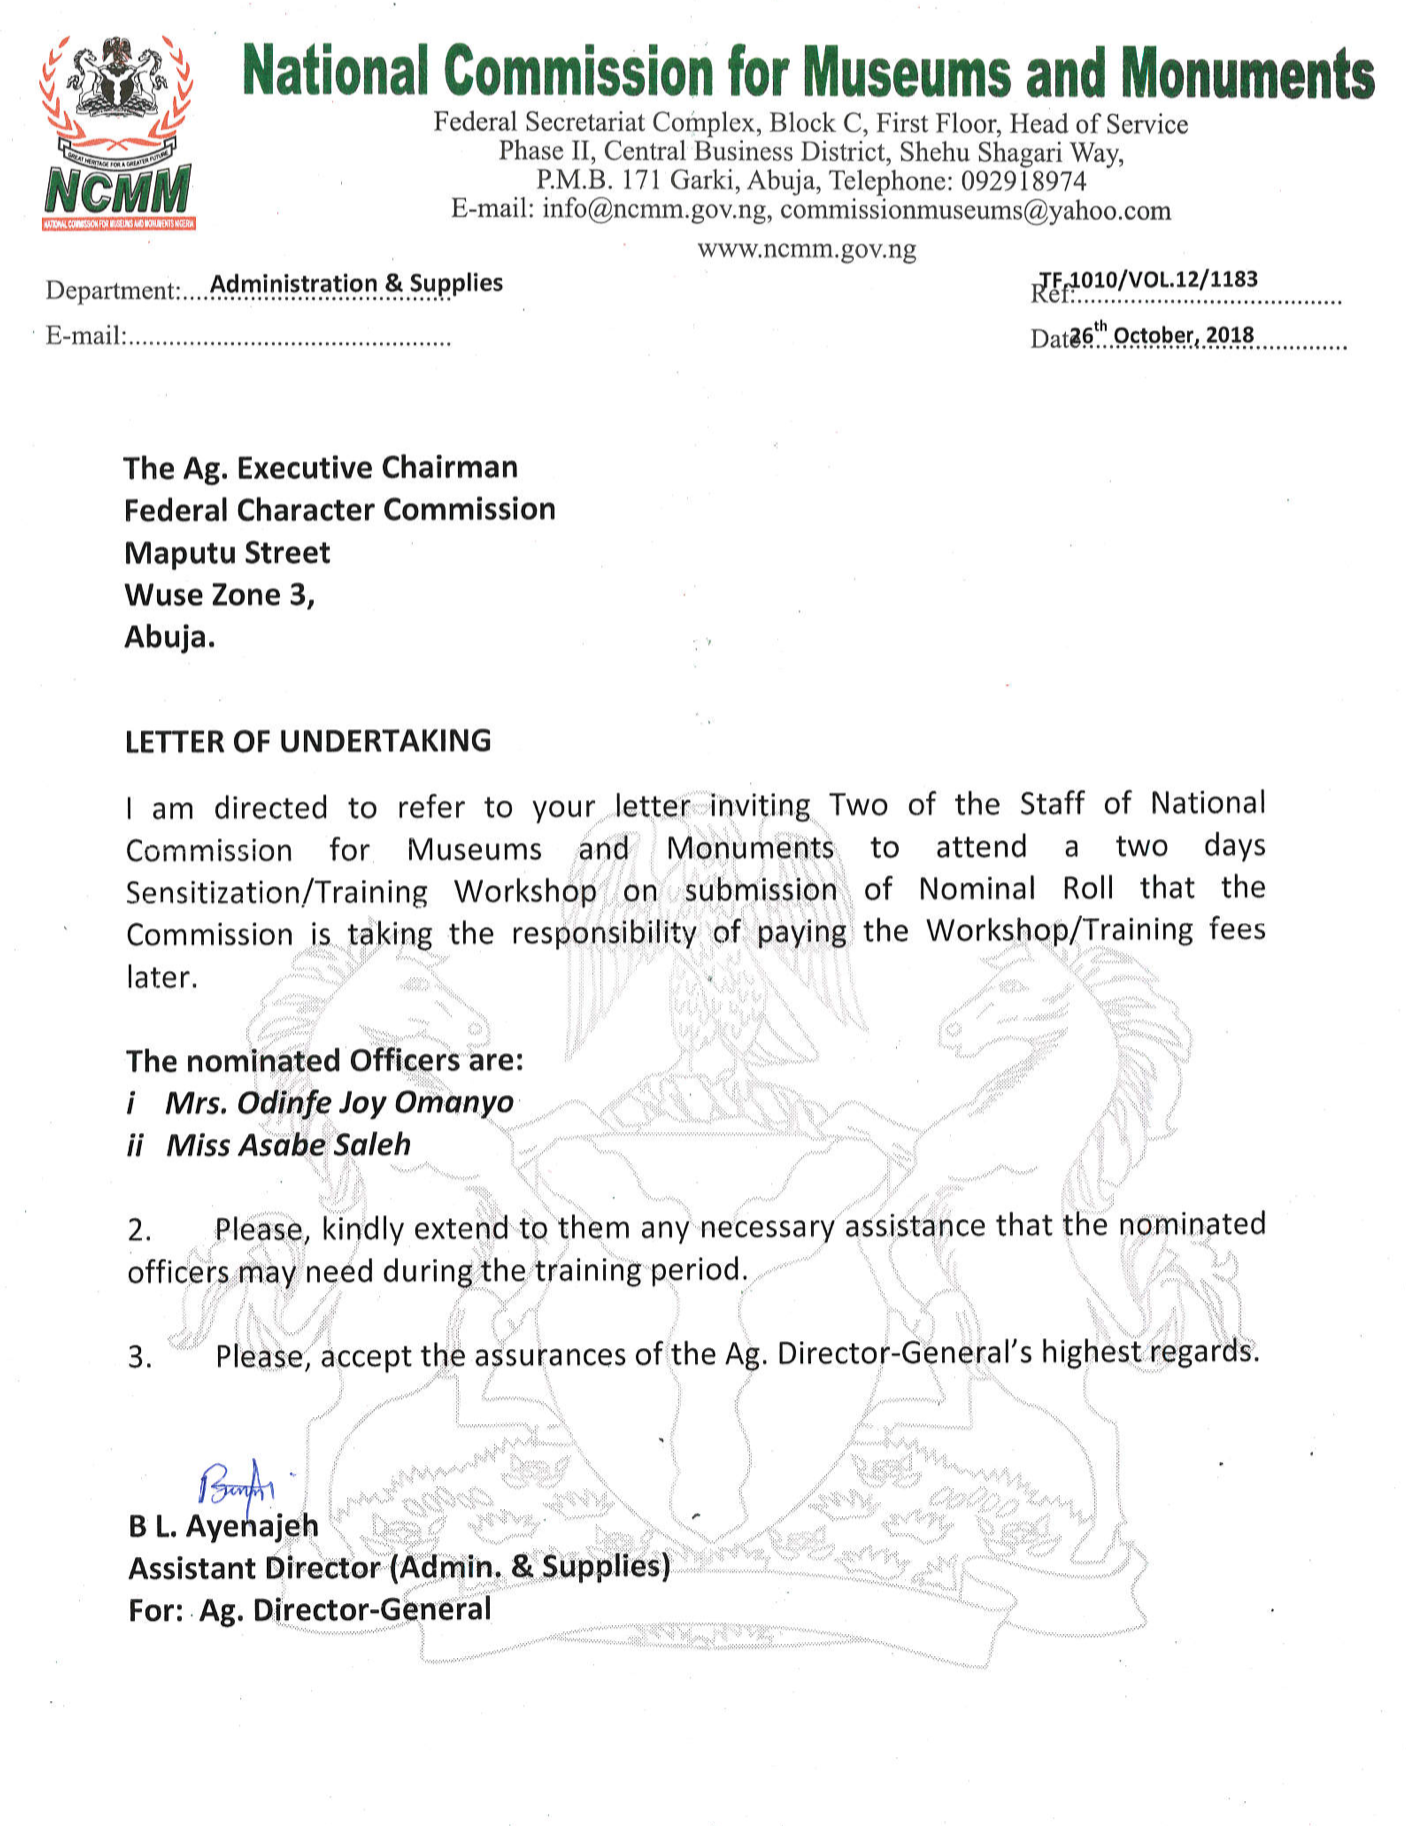 National Commission for Museums and Monuments
Federal Secretariat Complex, Block C, First Floor, Head of Service
Phase II, Central Business District, Shehu Shagari Way,
P.M.B. 171 Garki, Abuja, Telephone: 092918974
E-mail: info@ncmm.gov.ng, commissionmuseums@yahoo.com
www.ncmm.gov.ng
GREAT HERITAGE FOR A GREATER FUTURE
NCMM
NATIONAL COMMISSION FOR MUSEUMS AND MONUMENTS NIGERIA
Department:....Administration & Supplies
Ref: TF 1010/VOL.12/1183
E-mail:................................................
Date 26th October, 2018
The Ag. Executive Chairman
Federal Character Commission
Maputu Street
Wuse Zone 3,
Abuja.
LETTER OF UNDERTAKING
I am directed to refer to your letter inviting Two of the Staff of National
Commission for Museums and Monuments to attend a two days
Sensitization/Training Workshop on submission of Nominal Roll that the
Commission is taking the responsibility of paying the Workshop/Training fees
later.
The nominated Officers are:
i Mrs. Odinfe Joy Omanyo
ii Miss Asabe Saleh
2. Please, kindly extend to them any necessary assistance that the nominated
officers may need during the training period.
3. Please, accept the assurances of the Ag. Director-General's highest regards.
B L. Ayenajeh
Assistant Director (Admin. & Supplies)
For: Ag. Director-General